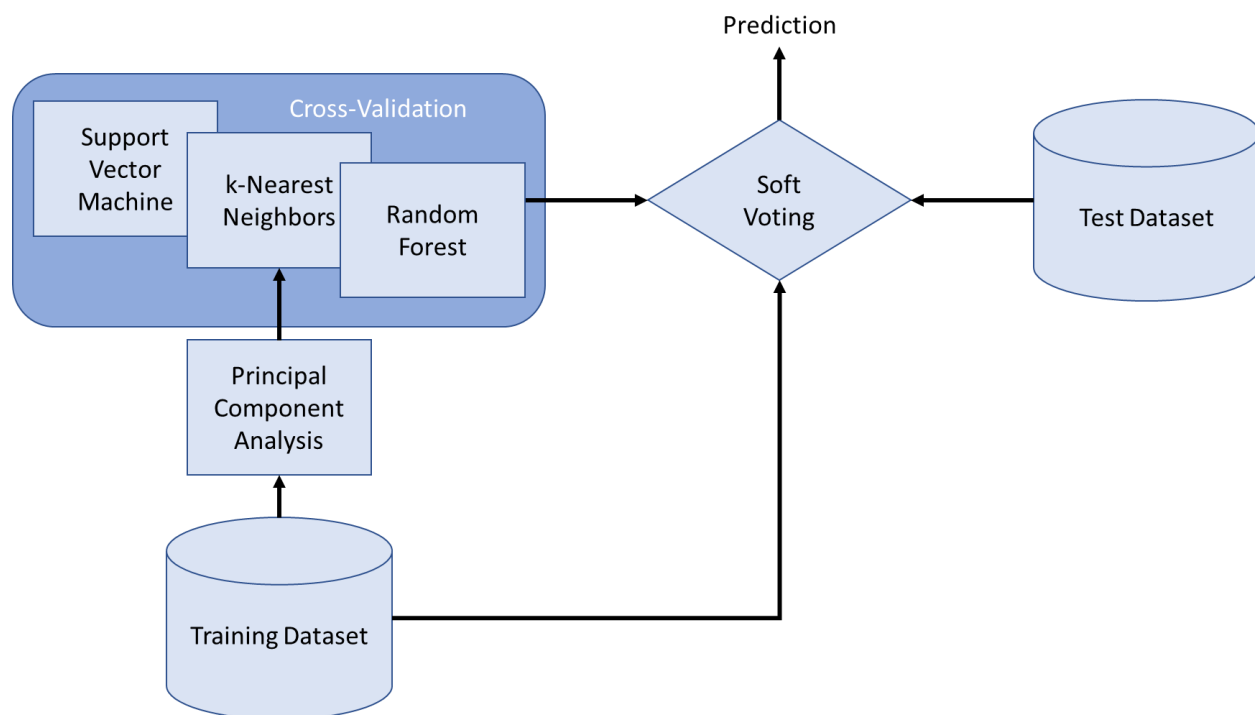 Prediction
Cross-Validation
Support
Vector
Machine
k-Nearest
Neighbors
Random
Forest
Soft
Voting
Test Dataset
Principal
Component
Analysis
Training Dataset